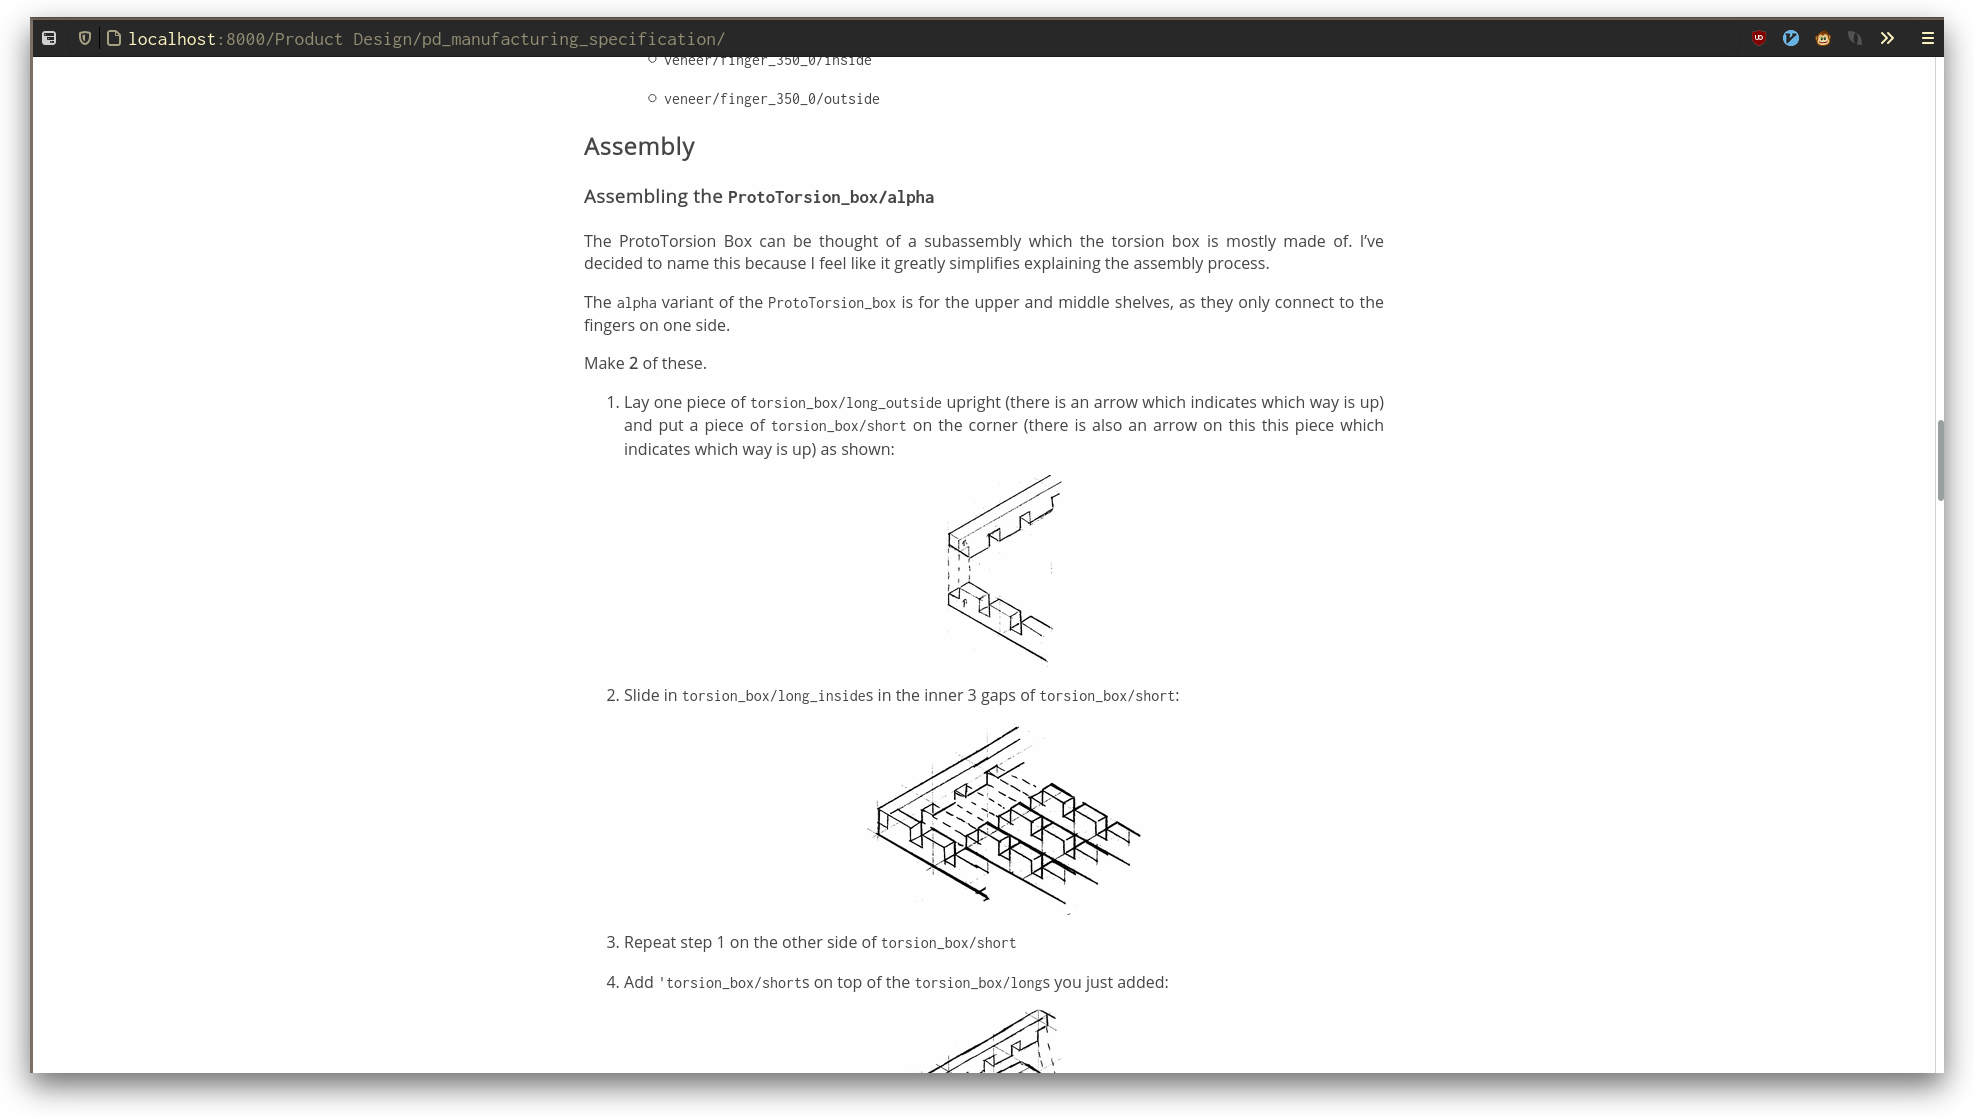 localhost:8000/Product Design/pd_manufacturing_specification/
veneer/finger_350_0/inside
veneer/finger_350_0/outside
Assembly
Assembling the ProtoTorsion_box/alpha
The ProtoTorsion Box can be thought of a subassembly which the torsion box is mostly made of. I’ve
decided to name this because I feel like it greatly simplifies explaining the assembly process.
The alpha variant of the ProtoTorsion_box is for the upper and middle shelves, as they only connect to the
fingers on one side.
Make 2 of these.
1. Lay one piece of torsion_box/long_outside upright (there is an arrow which indicates which way is up)
and put a piece of torsion_box/short on the corner (there is also an arrow on this this piece which
indicates which way is up) as shown:
2. Slide in torsion_box/long_insides in the inner 3 gaps of torsion_box/short:
3. Repeat step 1 on the other side of torsion_box/short
4. Add 'torsion_box/shorts on top of the torsion_box/longs you just added: